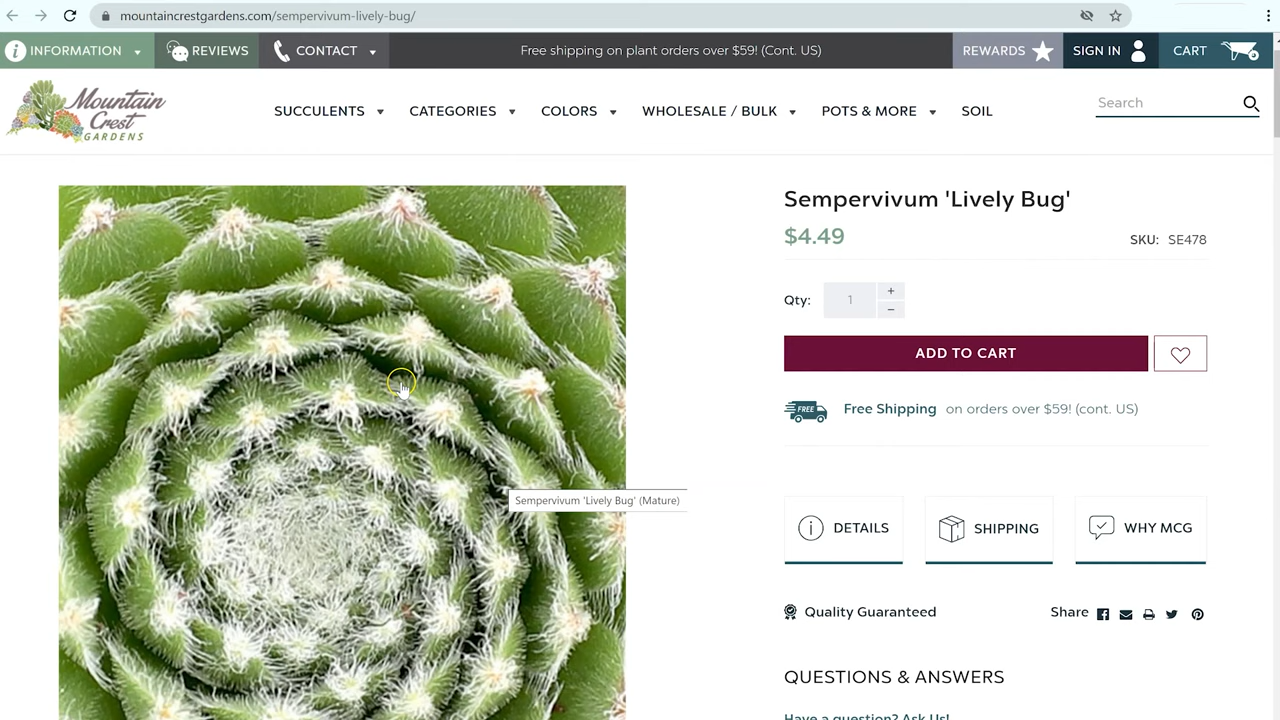 mountaincrestgardens.com/sempervivum-lively-bug/
INFORMATION
REVIEWS
CONTACT
Free shipping on plant orders over $59! (Cont. US)
REWARDS
SIGN IN
CART
Mountain
Crest
GARDENS
SUCCULENTS
CATEGORIES
COLORS
WHOLESALE / BULK
POTS & MORE
SOIL
Search
Sempervivum 'Lively Bug'
$4.49
SKU: SE478
Qty: 1 + −
ADD TO CART
FREE
Free Shipping on orders over $59! (cont. US)
Sempervivum 'Lively Bug' (Mature)
i DETAILS
SHIPPING
WHY MCG
Quality Guaranteed
Share
QUESTIONS & ANSWERS
Have a question? Ask Us!